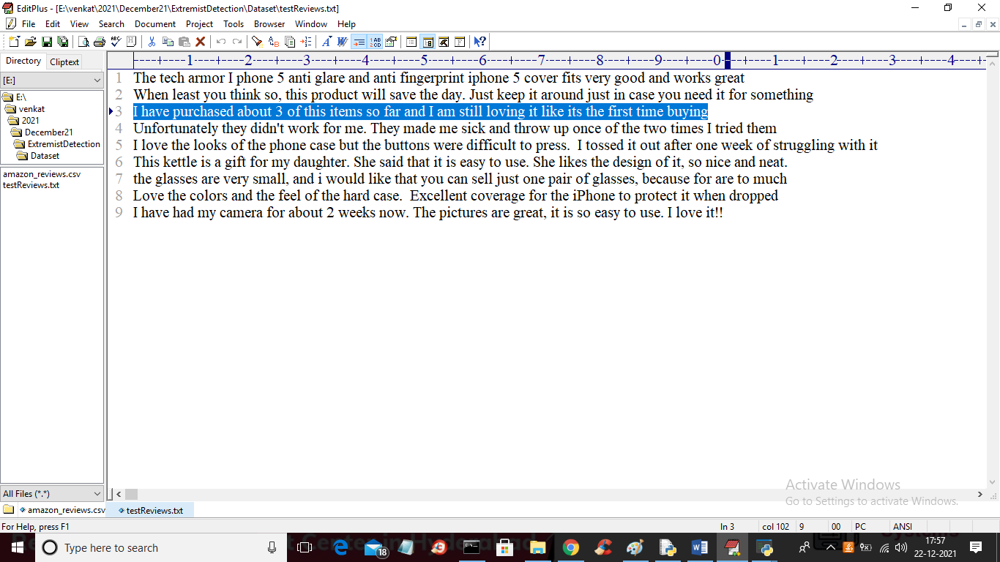 EditPlus - [E:\venkat\2021\December21\ExtremistDetection\Dataset\testReviews.txt]
File Edit View Search Document Project Tools Browser Window Help
Directory Cliptext
[E:]
E:\
venkat
2021
December21
ExtremistDetection
Dataset
amazon_reviews.csv
testReviews.txt
----+----1----+----2----+----3----+----4----+----5----+----6----+----7----+----8----+----9----+----0----+----1----+----2----+----3----+----4----+-
1 The tech armor I phone 5 anti glare and anti fingerprint iphone 5 cover fits very good and works great
2 When least you think so, this product will save the day. Just keep it around just in case you need it for something
3 I have purchased about 3 of this items so far and I am still loving it like its the first time buying
4 Unfortunately they didn't work for me. They made me sick and throw up once of the two times I tried them
5 I love the looks of the phone case but the buttons were difficult to press.  I tossed it out after one week of struggling with it
6 This kettle is a gift for my daughter. She said that it is easy to use. She likes the design of it, so nice and neat.
7 the glasses are very small, and i would like that you can sell just one pair of glasses, because for are to much
8 Love the colors and the feel of the hard case.  Excellent coverage for the iPhone to protect it when dropped
9 I have had my camera for about 2 weeks now. The pictures are great, it is so easy to use. I love it!!
Activate Windows
Go to Settings to activate Windows.
All Files (*.*)
amazon_reviews.csv testReviews.txt
For Help, press F1 ln 3 col 102 9 00 PC ANSI
Type here to search
18
17:57
22-12-2021